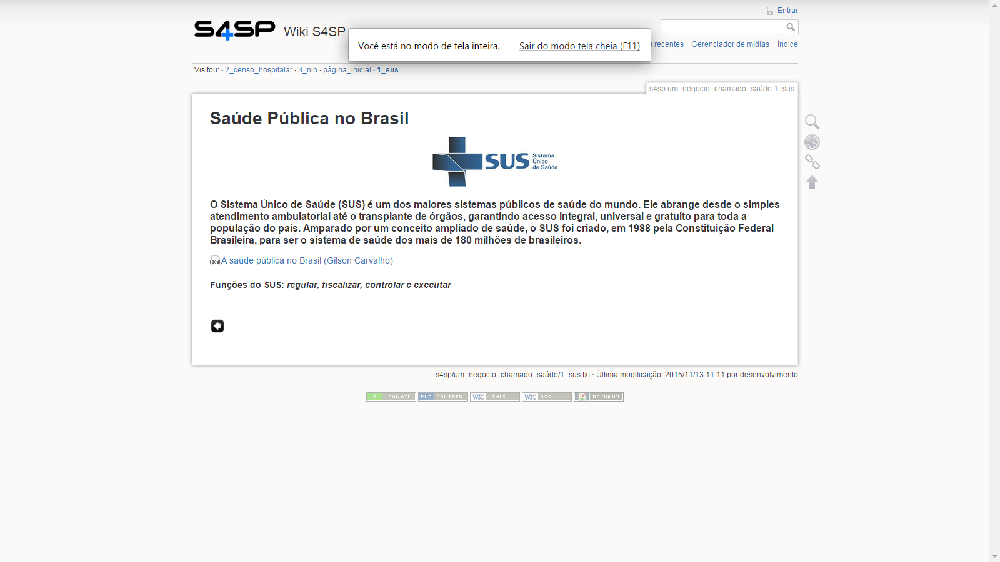 Entrar
S4SP Wiki S4SP
Você está no modo de tela inteira. Sair do modo tela cheia (F11)
recentes Gerenciador de mídias Índice
Visitou: • 2_censo_hospitalar • 3_nih • página_inicial • 1_sus
s4sp:um_negocio_chamado_saúde:1_sus
Saúde Pública no Brasil
SUS Sistema
Único
de Saúde
O Sistema Único de Saúde (SUS) é um dos maiores sistemas públicos de saúde do mundo. Ele abrange desde o simples
atendimento ambulatorial até o transplante de órgãos, garantindo acesso integral, universal e gratuito para toda a
população do país. Amparado por um conceito ampliado de saúde, o SUS foi criado, em 1988 pela Constituição Federal
Brasileira, para ser o sistema de saúde dos mais de 180 milhões de brasileiros.
PDF A saúde pública no Brasil (Gilson Carvalho)
Funções do SUS: regular, fiscalizar, controlar e executar
s4sp/um_negocio_chamado_saúde/1_sus.txt · Última modificação: 2015/11/13 11:11 por desenvolvimento
$ DONATE PHP POWERED W3C HTML5 W3C CSS DOKUWIKI